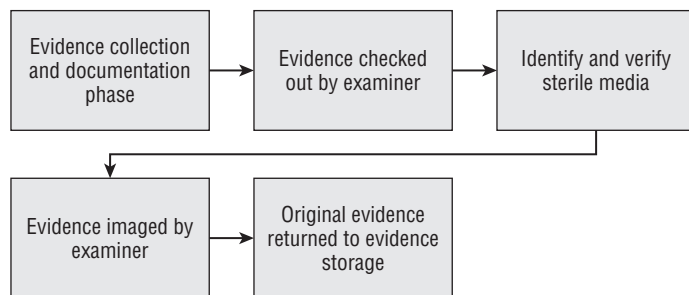 Evidence collection
and documentation
phase
Evidence checked
out by examiner
Identify and verify
sterile media
Evidence imaged by
examiner
Original evidence
returned to evidence
storage